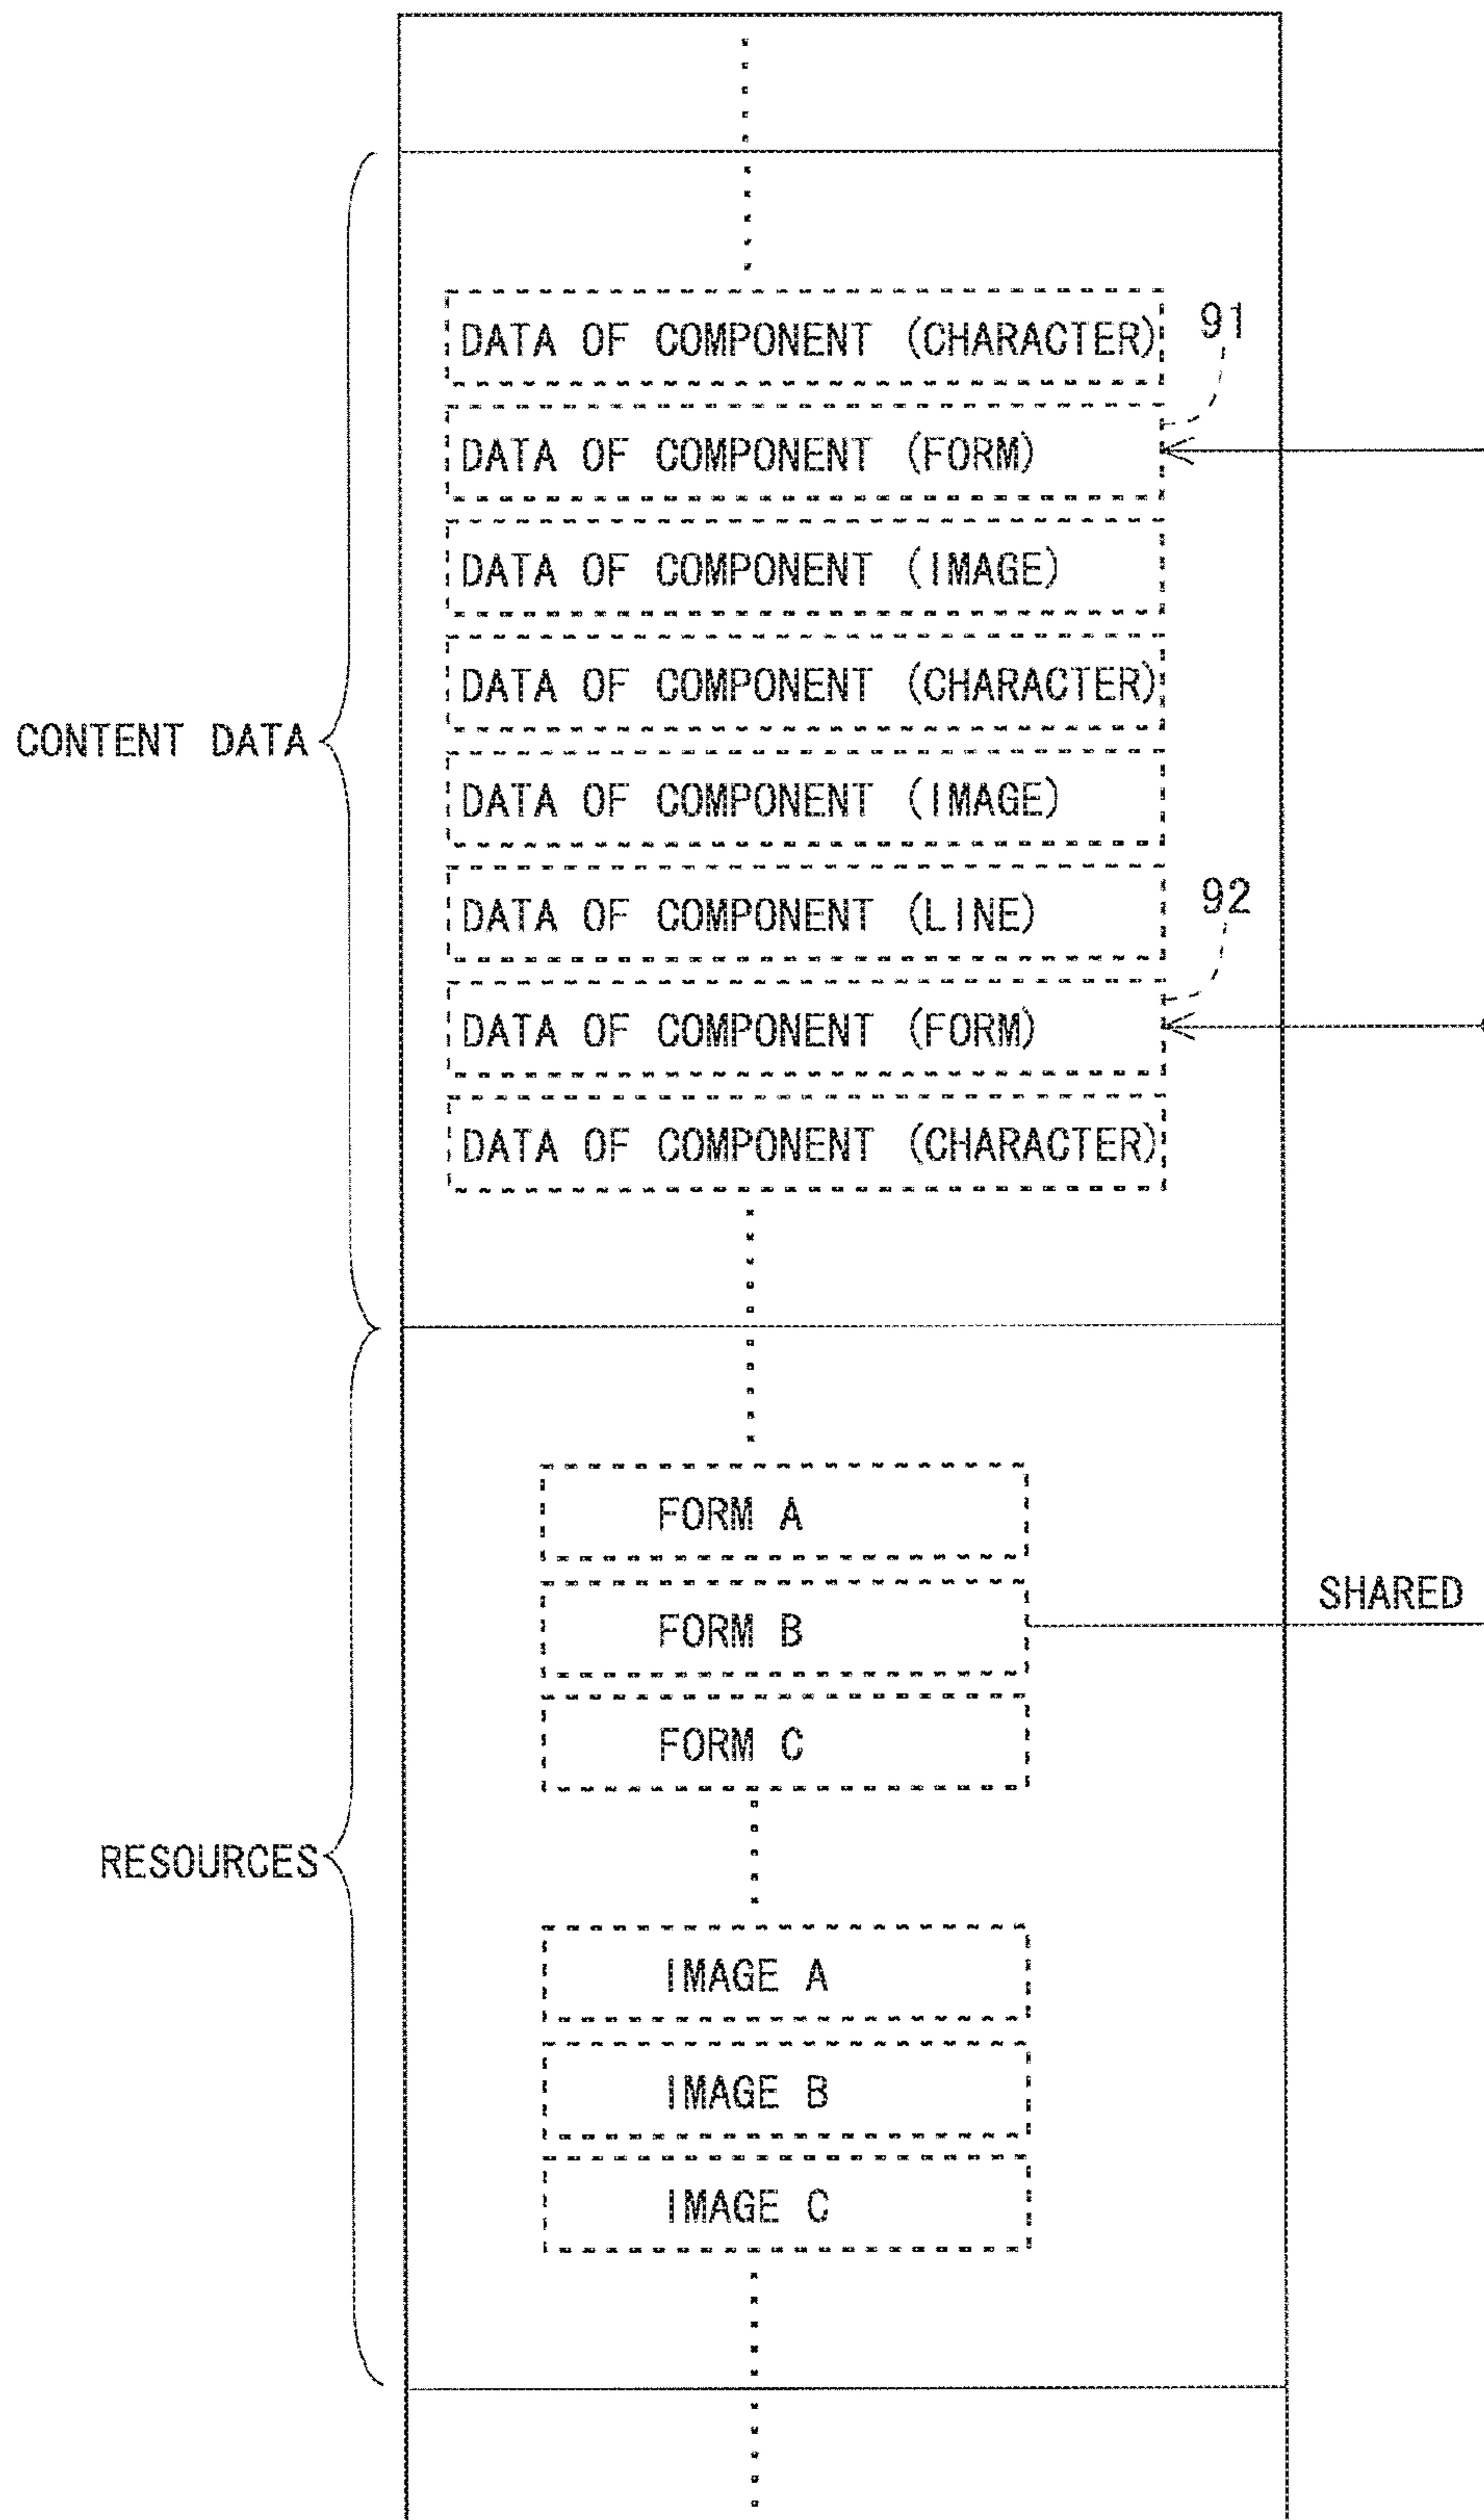 DATA OF COMPONENT (CHARACTER)
91
DATA OF COMPONENT (FORM)
DATA OF COMPONENT (IMAGE)
DATA OF COMPONENT (CHARACTER)
CONTENT DATA
DATA OF COMPONENT (IMAGE)
DATA OF COMPONENT (LINE)
92
DATA OF COMPONENT (FORM)
DATA OF COMPONENT (CHARACTER)
FORM A
SHARED
FORM B
FORM C
RESOURCES
IMAGE A
IMAGE B
IMAGE C